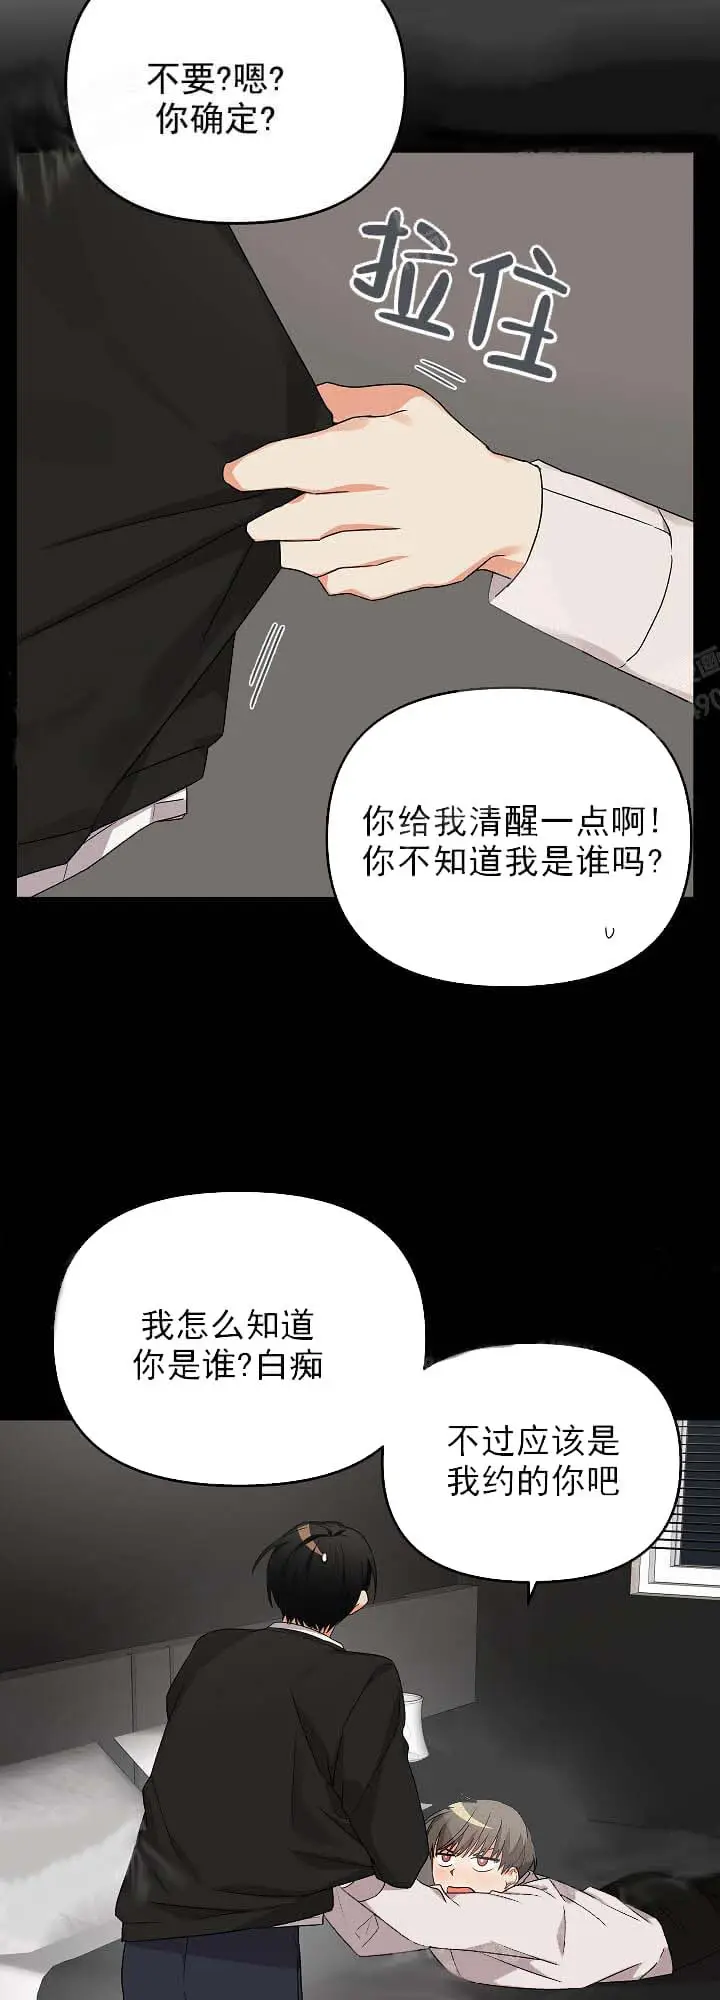 不要?嗯?
你确定?
拉住
你给我清醒一点啊!
你不知道我是谁吗?
我怎么知道
你是谁?白痴
不过应该是
我约的你吧